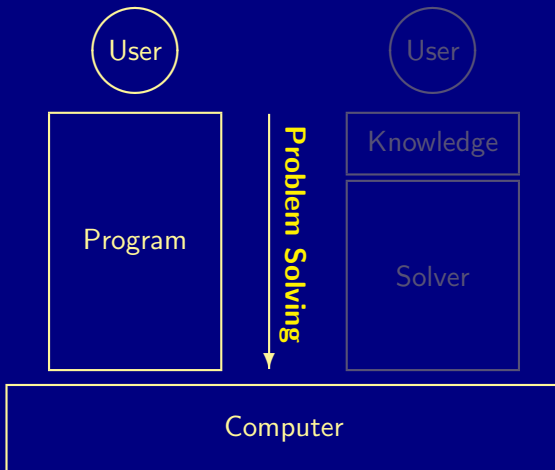 User
User
Program
Problem Solving
Knowledge
Solver
Computer